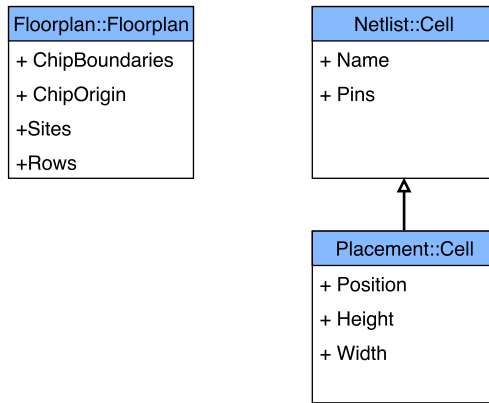 Floorplan::Floorplan
+ ChipBoundaries
+ ChipOrigin
+Sites
+Rows
Netlist::Cell
+ Name
+ Pins
Placement::Cell
+ Position
+ Height
+ Width